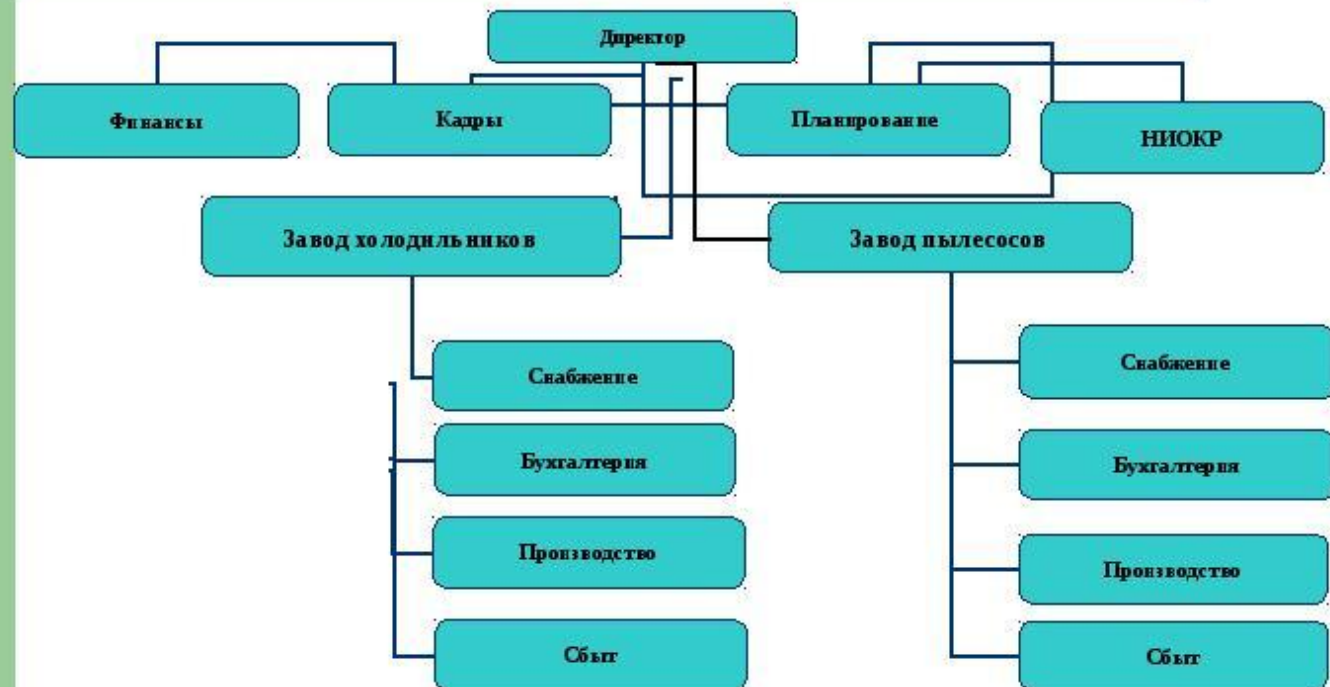 Директор
Финансы
Кадры
Планирование
НИОКР
Завод холодильников
Завод пылесосов
Снабжение
Бухгалтерия
Производство
Сбыт
Снабжение
Бухгалтерия
Производство
Сбыт